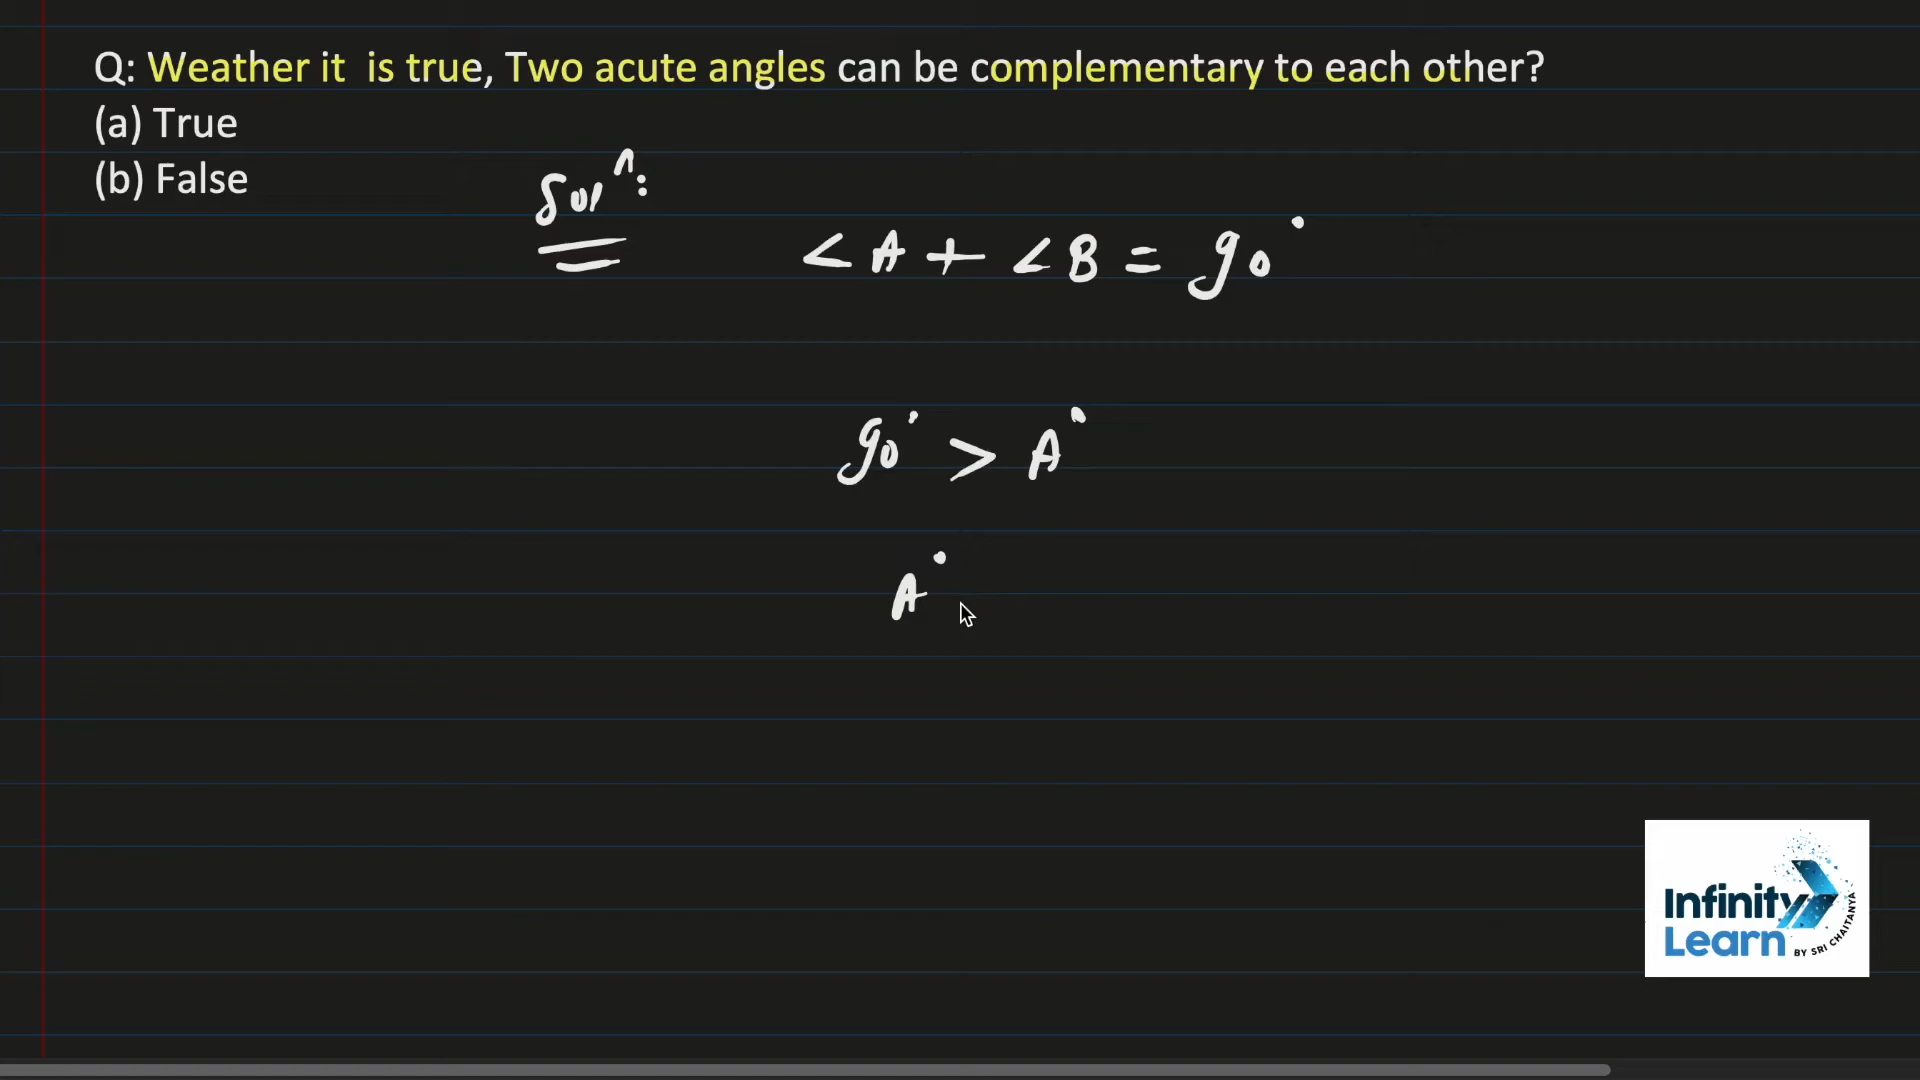 Q: Weather it  is true, Two acute angles can be complementary to each other?
(a) True
(b) False
Solⁿ:
<A + <B = 90°
90° > A°
A°
Infinity
Learn
BY SRI CHAITANYA